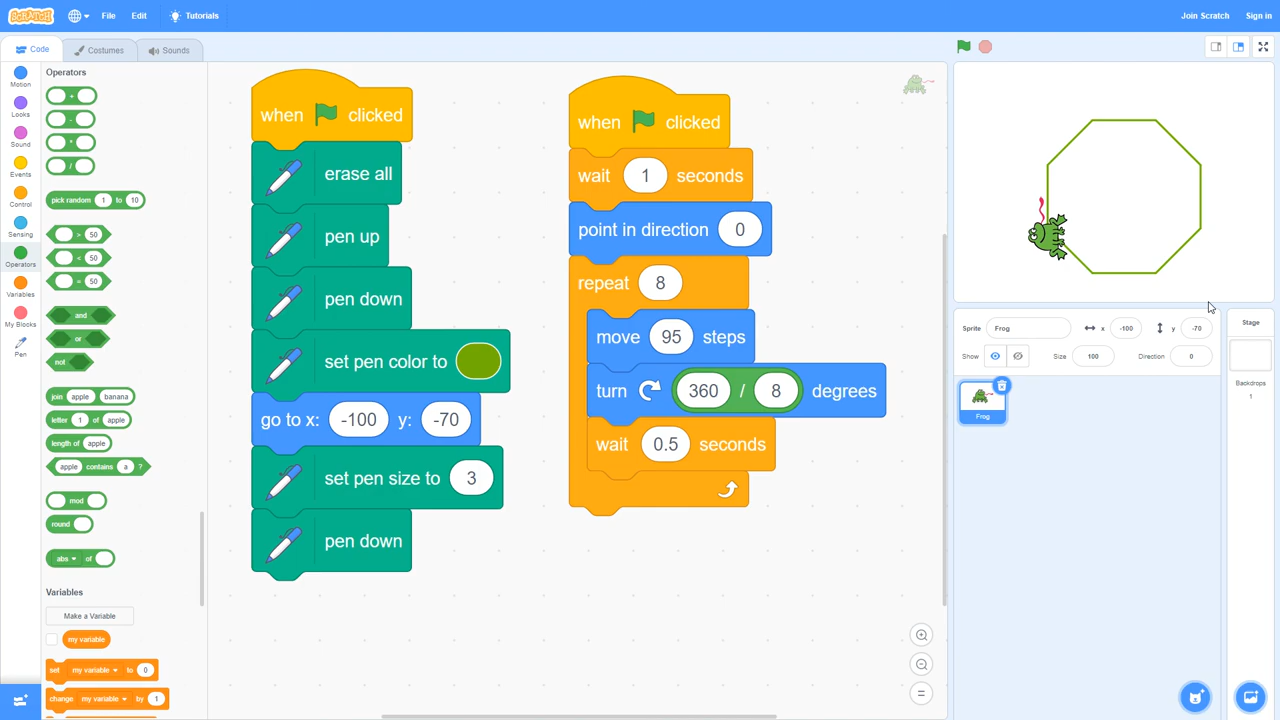 SCRATCH
File
Edit
Tutorials
Join Scratch
Sign in
Code
Costumes
Sounds
Motion
Looks
Sound
Events
Control
Sensing
Operators
Variables
My Blocks
Pen
Operators
+
-
*
/
pick random 1 to 10
> 50
< 50
= 50
and
or
not
join apple banana
letter 1 of apple
length of apple
apple contains a ?
mod
round
abs of
Variables
Make a Variable
my variable
set my variable to 0
change my variable by 1
when clicked
erase all
pen up
pen down
set pen color to
go to x: -100 y: -70
set pen size to 3
pen down
when clicked
wait 1 seconds
point in direction 0
repeat 8
move 95 steps
turn 360 / 8 degrees
wait 0.5 seconds
Sprite Frog x -100 y -70
Show Size 100 Direction 0
Frog
Stage
Backdrops
1